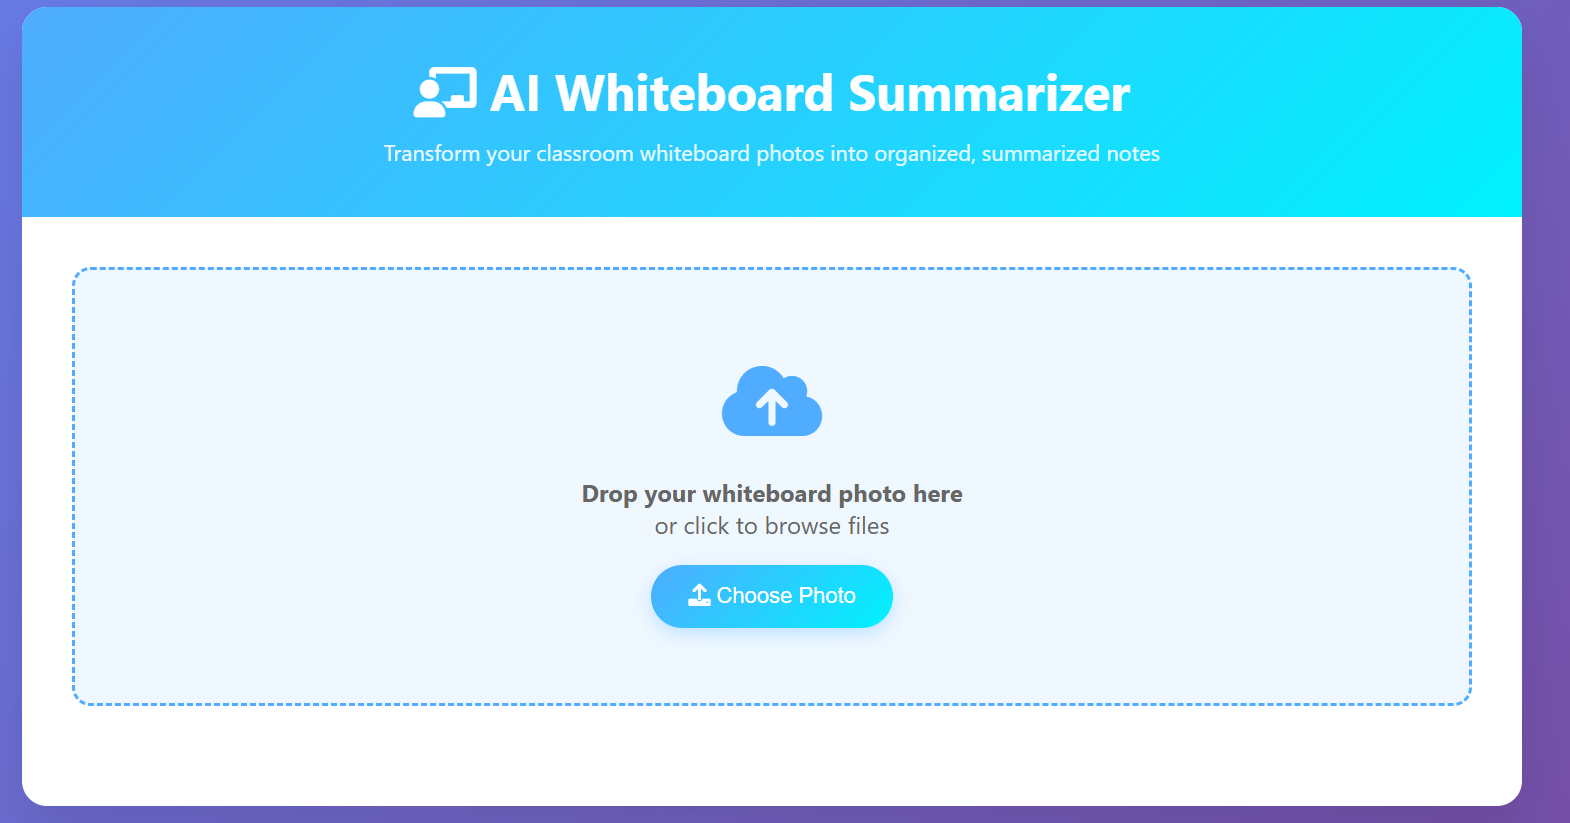 AI Whiteboard Summarizer
Transform your classroom whiteboard photos into organized, summarized notes
Drop your whiteboard photo here
or click to browse files
Choose Photo